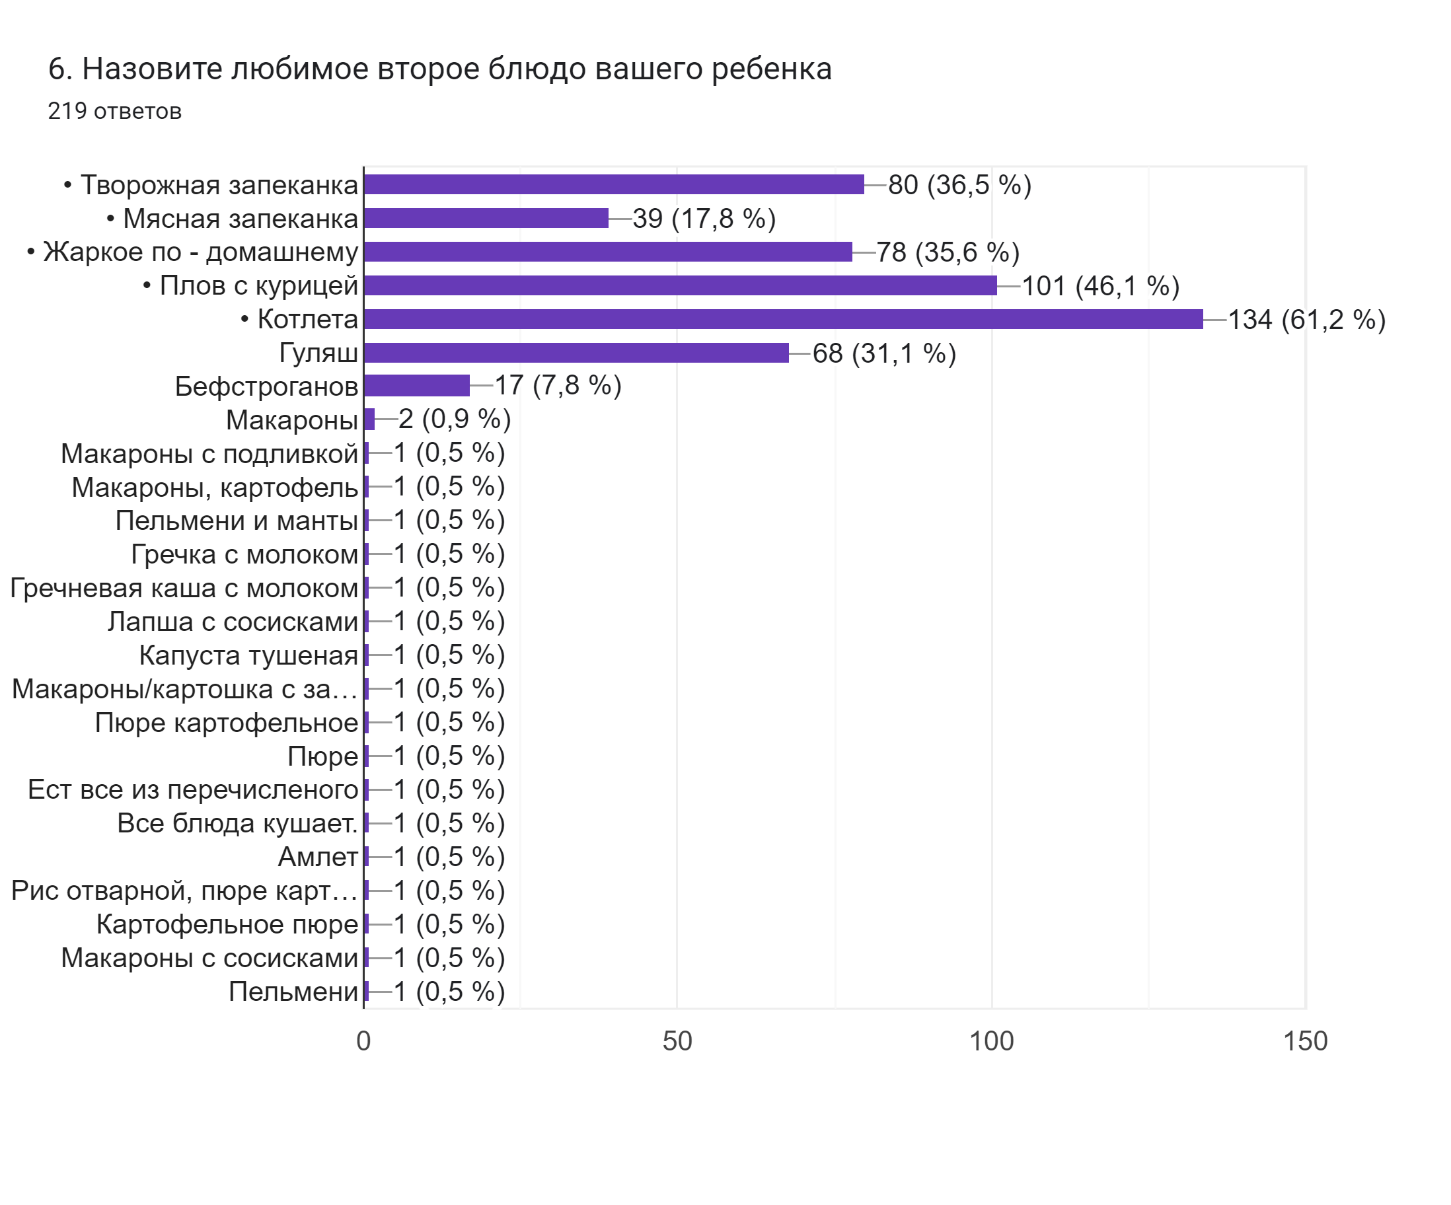 6. Назовите любимое второе блюдо вашего ребенка
219 ответов
• Творожная запеканка 80 (36,5 %)
• Мясная запеканка 39 (17,8 %)
• Жаркое по - домашнему 78 (35,6 %)
• Плов с курицей 101 (46,1 %)
• Котлета 134 (61,2 %)
Гуляш 68 (31,1 %)
Бефстроганов 17 (7,8 %)
Макароны 2 (0,9 %)
Макароны с подливкой 1 (0,5 %)
Макароны, картофель 1 (0,5 %)
Пельмени и манты 1 (0,5 %)
Гречка с молоком 1 (0,5 %)
Гречневая каша с молоком 1 (0,5 %)
Лапша с сосисками 1 (0,5 %)
Капуста тушеная 1 (0,5 %)
Макароны/картошка с за… 1 (0,5 %)
Пюре картофельное 1 (0,5 %)
Пюре 1 (0,5 %)
Ест все из перечисленого 1 (0,5 %)
Все блюда кушает. 1 (0,5 %)
Амлет 1 (0,5 %)
Рис отварной, пюре карт… 1 (0,5 %)
Картофельное пюре 1 (0,5 %)
Макароны с сосисками 1 (0,5 %)
Пельмени 1 (0,5 %)
0 50 100 150